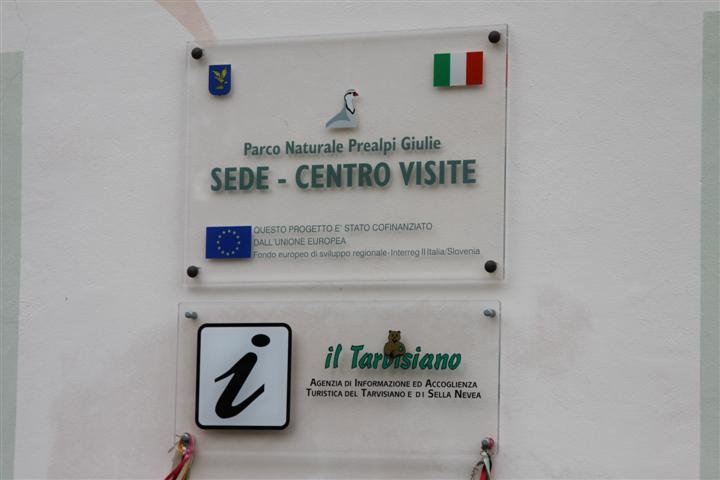 Parco Naturale Prealpi Giulie
SEDE - CENTRO VISITE
QUESTO PROGETTO E' STATO COFINANZIATO
DALL'UNIONE EUROPEA
Fondo europeo di sviluppo regionale-Interreg II Italia/Slovenia
i
il Tarvisiano
AGENZIA DI INFORMAZIONE ED ACCOGLIENZA
TURISTICA DEL TARVISIANO E DI SELLA NEVEA